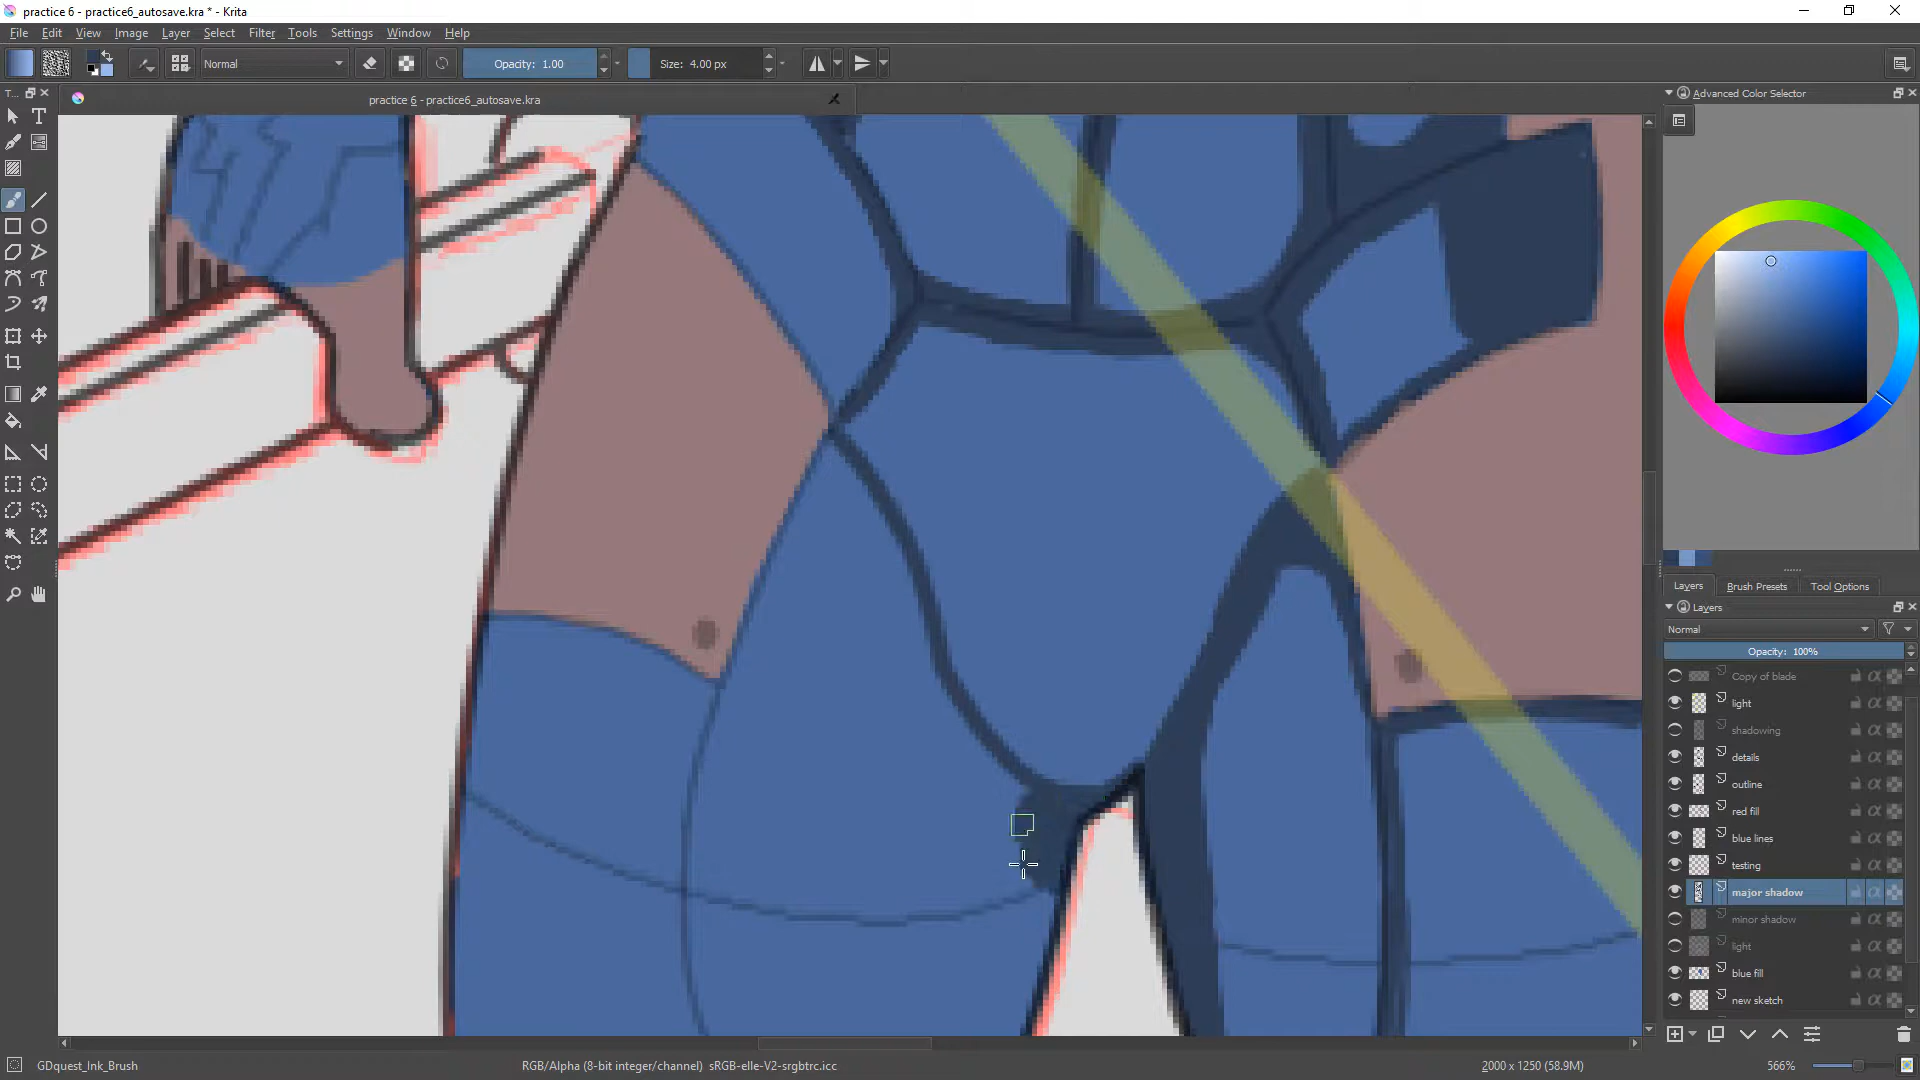 practice 6 - practice6_autosave.kra * - Krita
File Edit View Image Layer Select Filter Tools Settings Window Help
Normal Opacity: 1.00 Size: 4.00 px
T...
practice 6 - practice6_autosave.kra
Advanced Color Selector
Layers Brush Presets Tool Options
Layers
Normal
Opacity: 100%
Copy of blade
light
shadowing
details
outline
red fill
blue lines
testing
major shadow
minor shadow
light
blue fill
new sketch
GDquest_Ink_Brush RGB/Alpha (8-bit integer/channel) sRGB-elle-V2-srgbtrc.icc 2000 x 1250 (58.9M) 566%